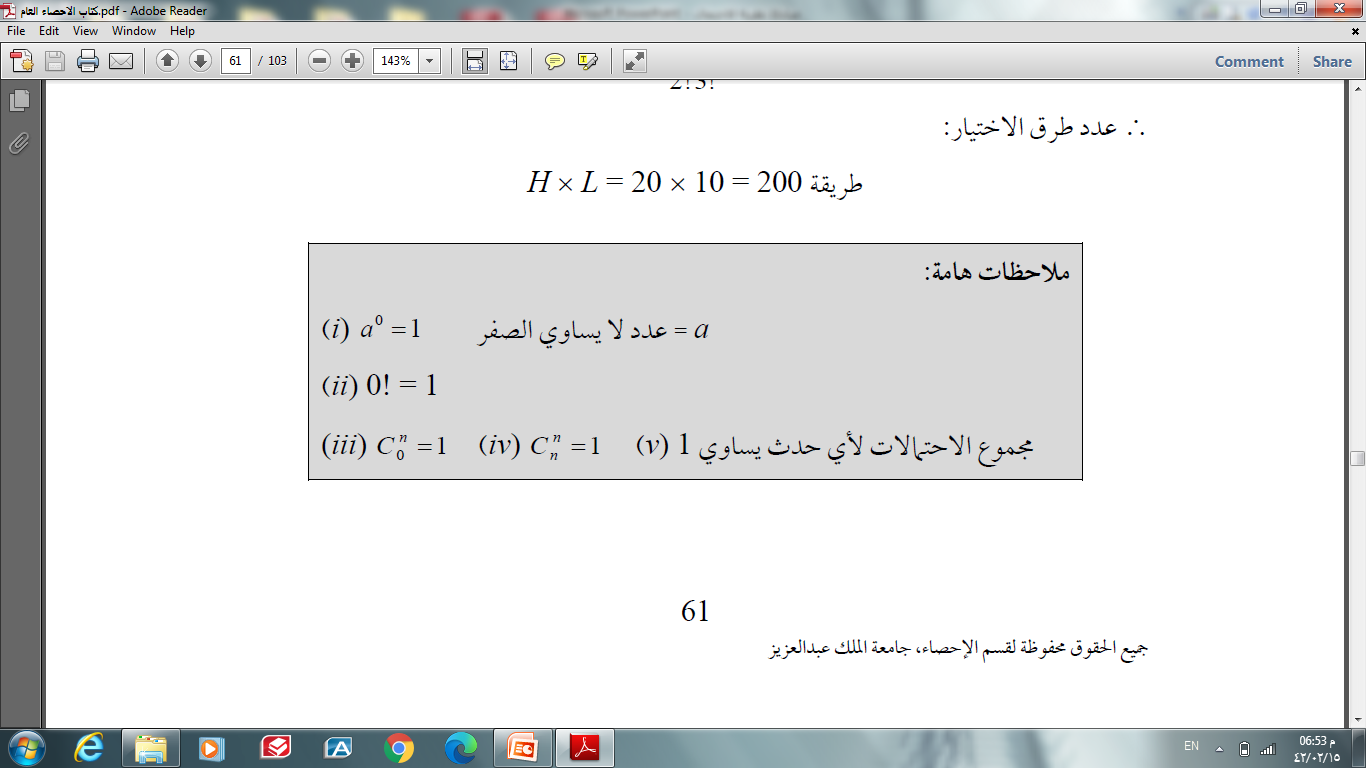 كتاب الاحصاء العام.pdf - Adobe Reader
File Edit View Window Help
61 / 103 143% Comment Share
2!3!
∴ عدد طرق الاختيار:
H × L = 20 × 10 = 200 طريقة
ملاحظات هامة:
(i) a⁰ = 1 a = عدد لا يساوي الصفر
(ii) 0! = 1
(iii) C₀ⁿ = 1 (iv) Cₙⁿ = 1 (v) مجموع الاحتمالات لأي حدث يساوي 1
61
جميع الحقوق محفوظة لقسم الإحصاء، جامعة الملك عبدالعزيز
EN
06:53 م
٤٢/٠٢/١٥